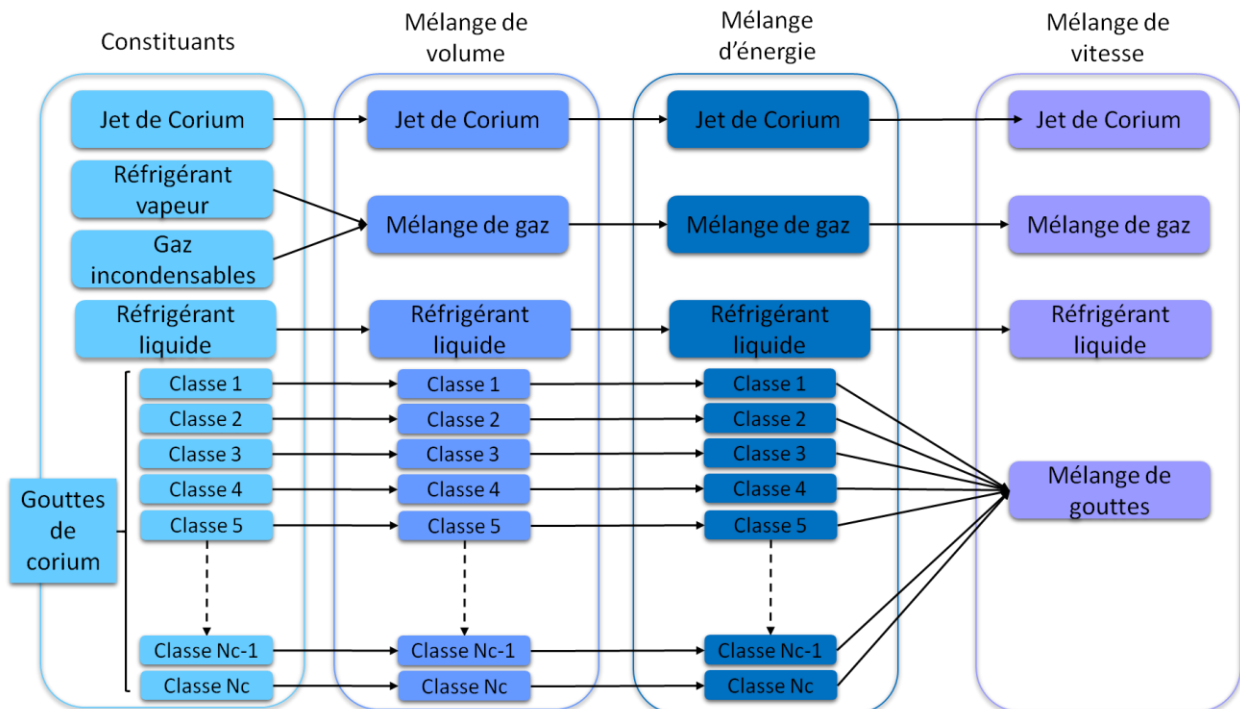 Constituants
Mélange de
volume
Mélange
d'énergie
Mélange de
vitesse
Jet de Corium
Jet de Corium
Jet de Corium
Jet de Corium
Réfrigérant
vapeur
Gaz
incondensables
Mélange de gaz
Mélange de gaz
Mélange de gaz
Réfrigérant
liquide
Réfrigérant
liquide
Réfrigérant
liquide
Réfrigérant
liquide
Gouttes
de
corium
Classe 1
Classe 1
Classe 1
Classe 2
Classe 2
Classe 2
Classe 3
Classe 3
Classe 3
Classe 4
Classe 4
Classe 4
Classe 5
Classe 5
Classe 5
Mélange de
gouttes
Classe Nc-1
Classe Nc-1
Classe Nc-1
Classe Nc
Classe Nc
Classe Nc